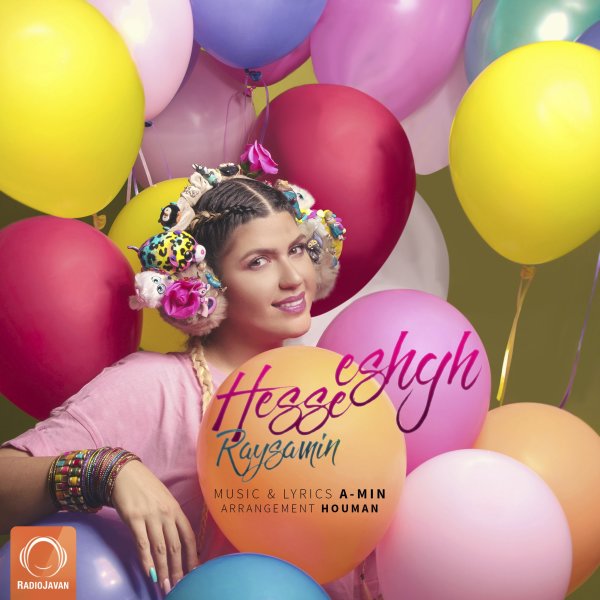 Hesse eshgh
Raysamin
MUSIC & LYRICS A-MIN
ARRANGEMENT HOUMAN
RADIOJAVAN